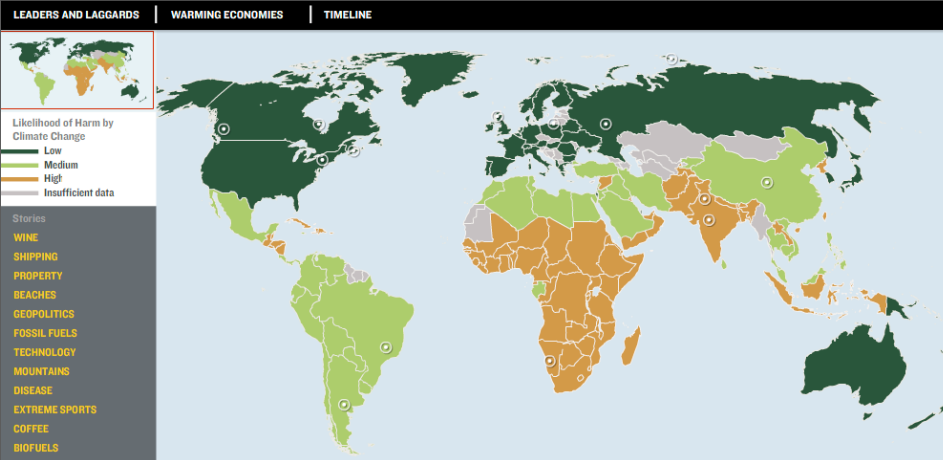 LEADERS AND LAGGARDS
WARMING ECONOMIES
TIMELINE
Likelihood of Harm by
Climate Change
Low
Medium
High
Insufficient data
Stories
WINE
SHIPPING
PROPERTY
BEACHES
GEOPOLITICS
FOSSIL FUELS
TECHNOLOGY
MOUNTAINS
DISEASE
EXTREME SPORTS
COFFEE
BIOFUELS